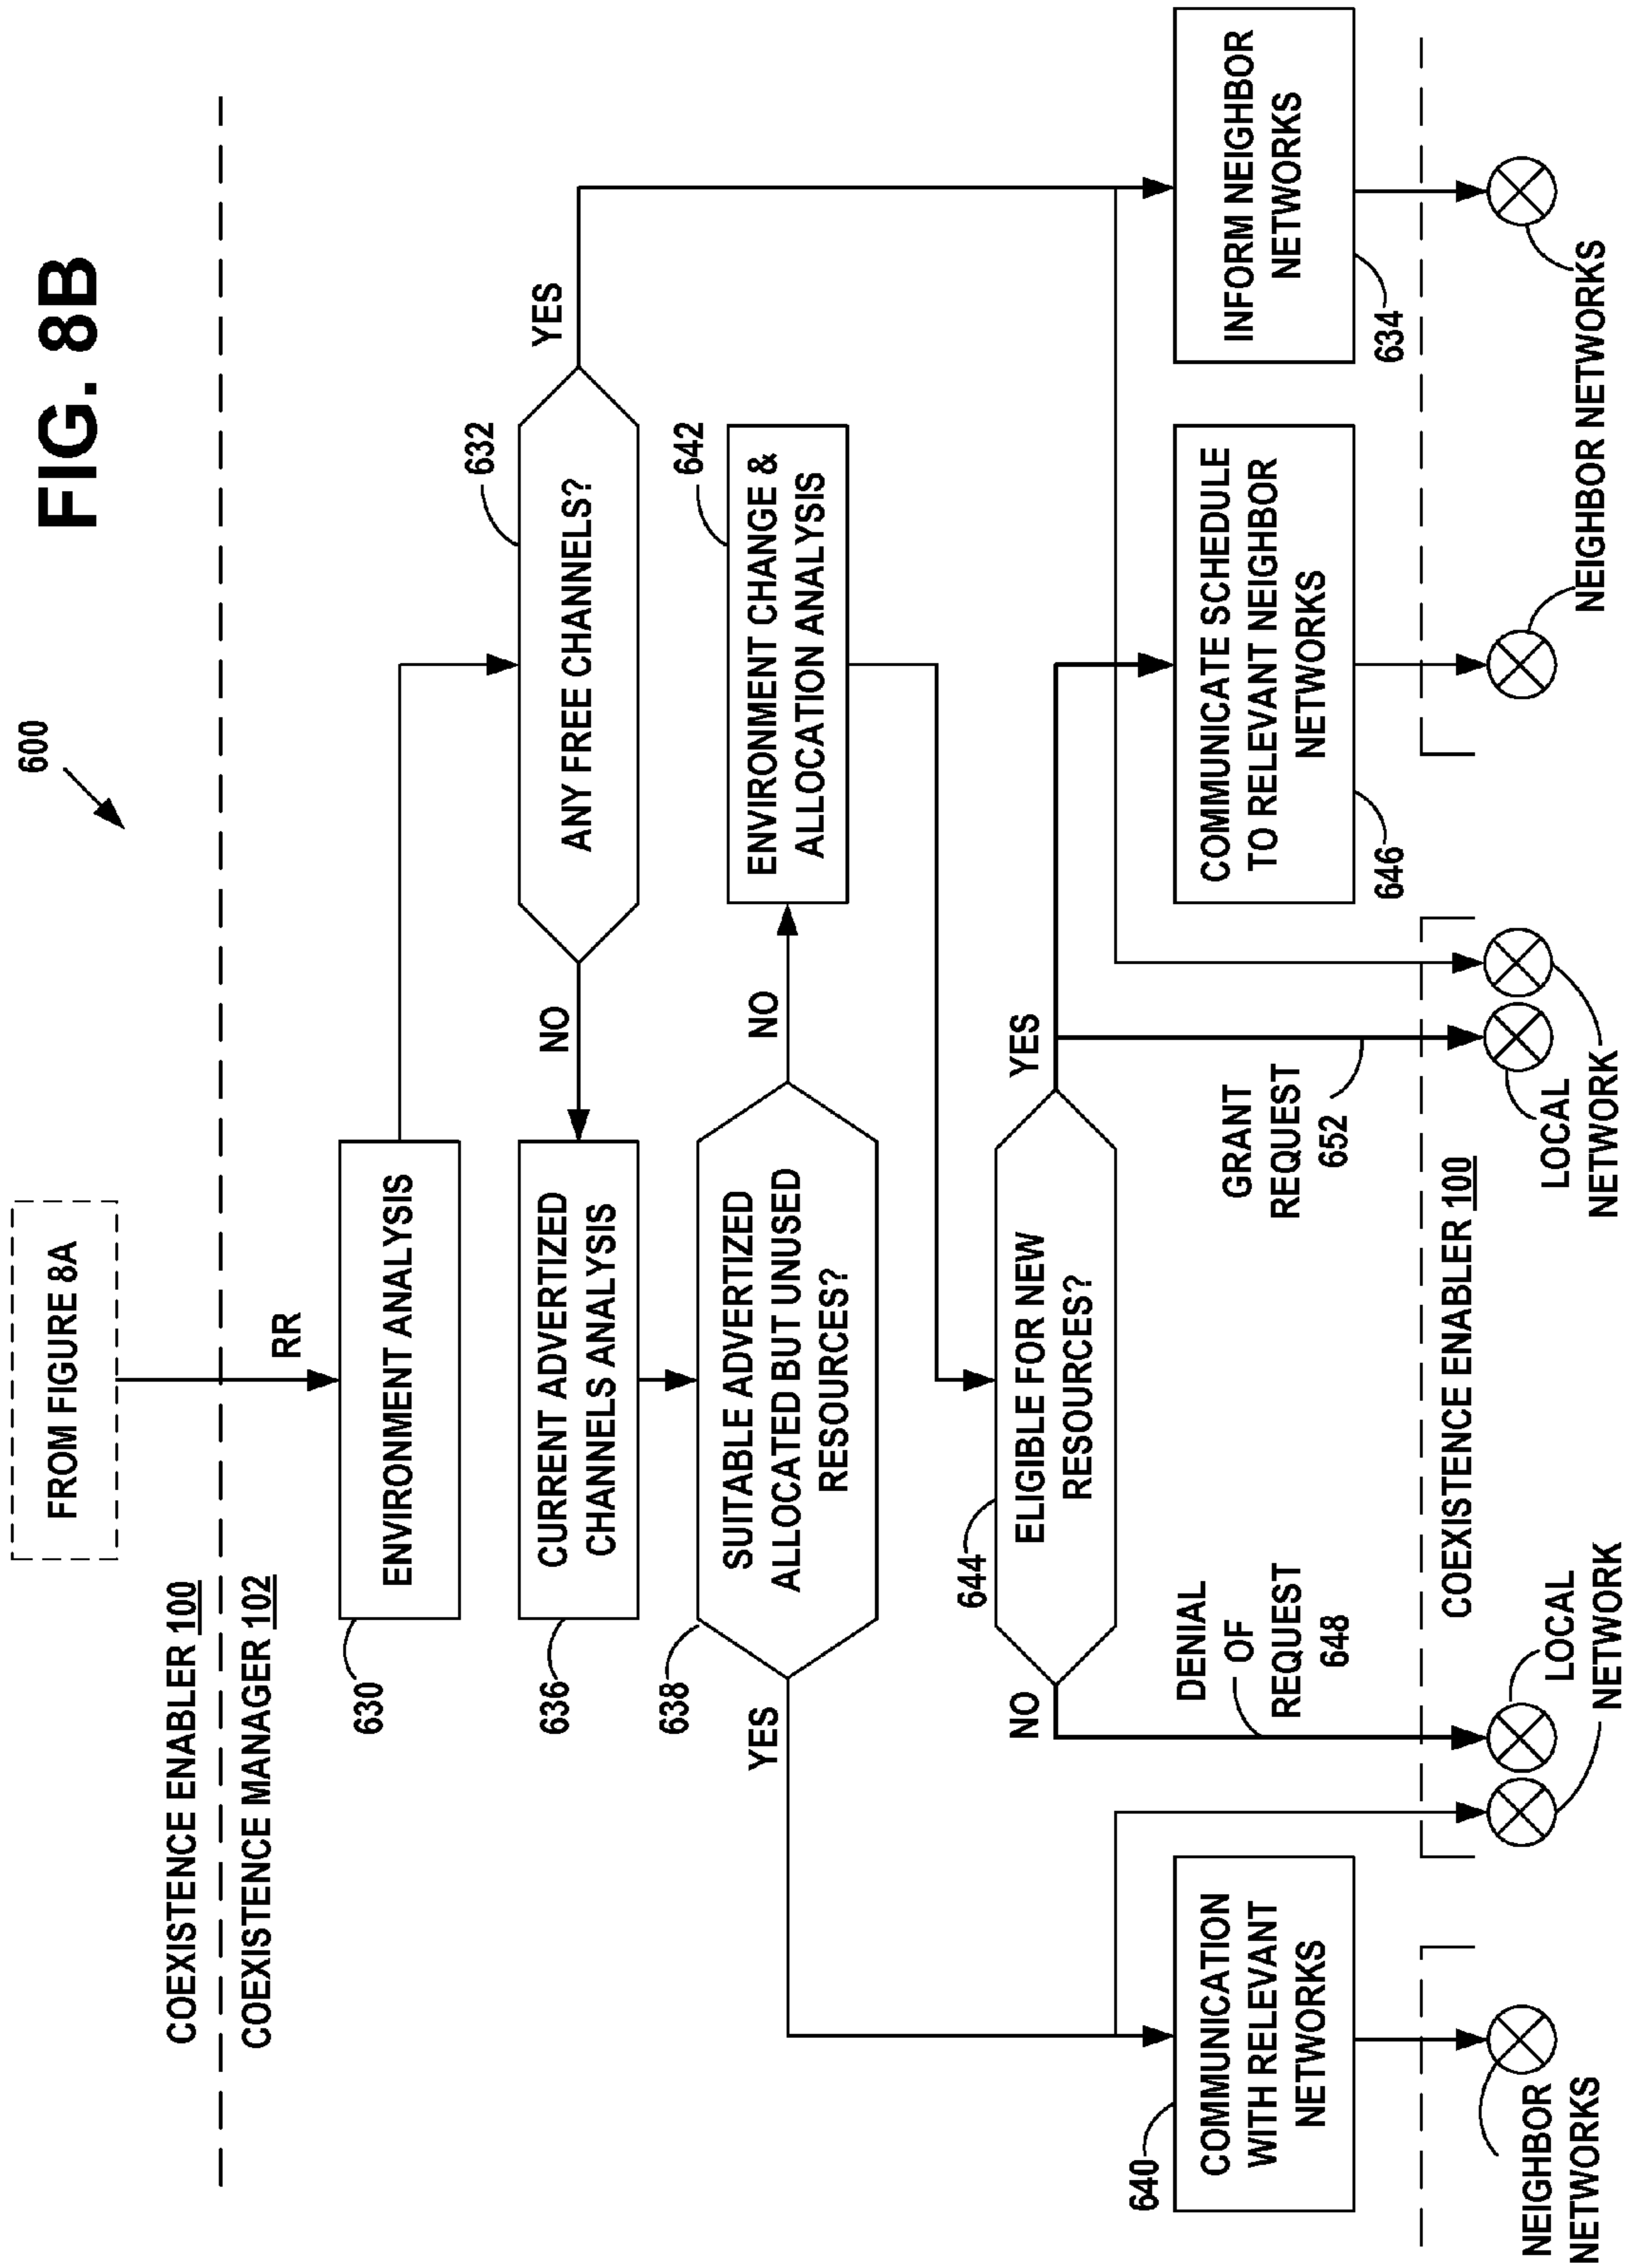 FIG. 8B
600
FROM FIGURE 8A
COEXISTENCE ENABLER 100
COEXISTENCE MANAGER 102
RR
630
ENVIRONMENT ANALYSIS
632
ANY FREE CHANNELS?
YES
NO
636
CURRENT ADVERTIZED
CHANNELS ANALYSIS
642
ENVIRONMENT CHANGE &
ALLOCATION ANALYSIS
638
SUITABLE ADVERTIZED
ALLOCATED BUT UNUSED
RESOURCES?
YES
NO
644
ELIGIBLE FOR NEW
RESOURCES?
NO
YES
640
COMMUNICATION
WITH RELEVANT
NETWORKS
DENIAL
OF
REQUEST
648
GRANT
REQUEST
652
646
COMMUNICATE SCHEDULE
TO RELEVANT NEIGHBOR
NETWORKS
634
INFORM NEIGHBOR
NETWORKS
COEXISTENCE ENABLER 100
NEIGHBOR
NETWORKS
LOCAL
NETWORK
LOCAL
NETWORK
NEIGHBOR NETWORKS